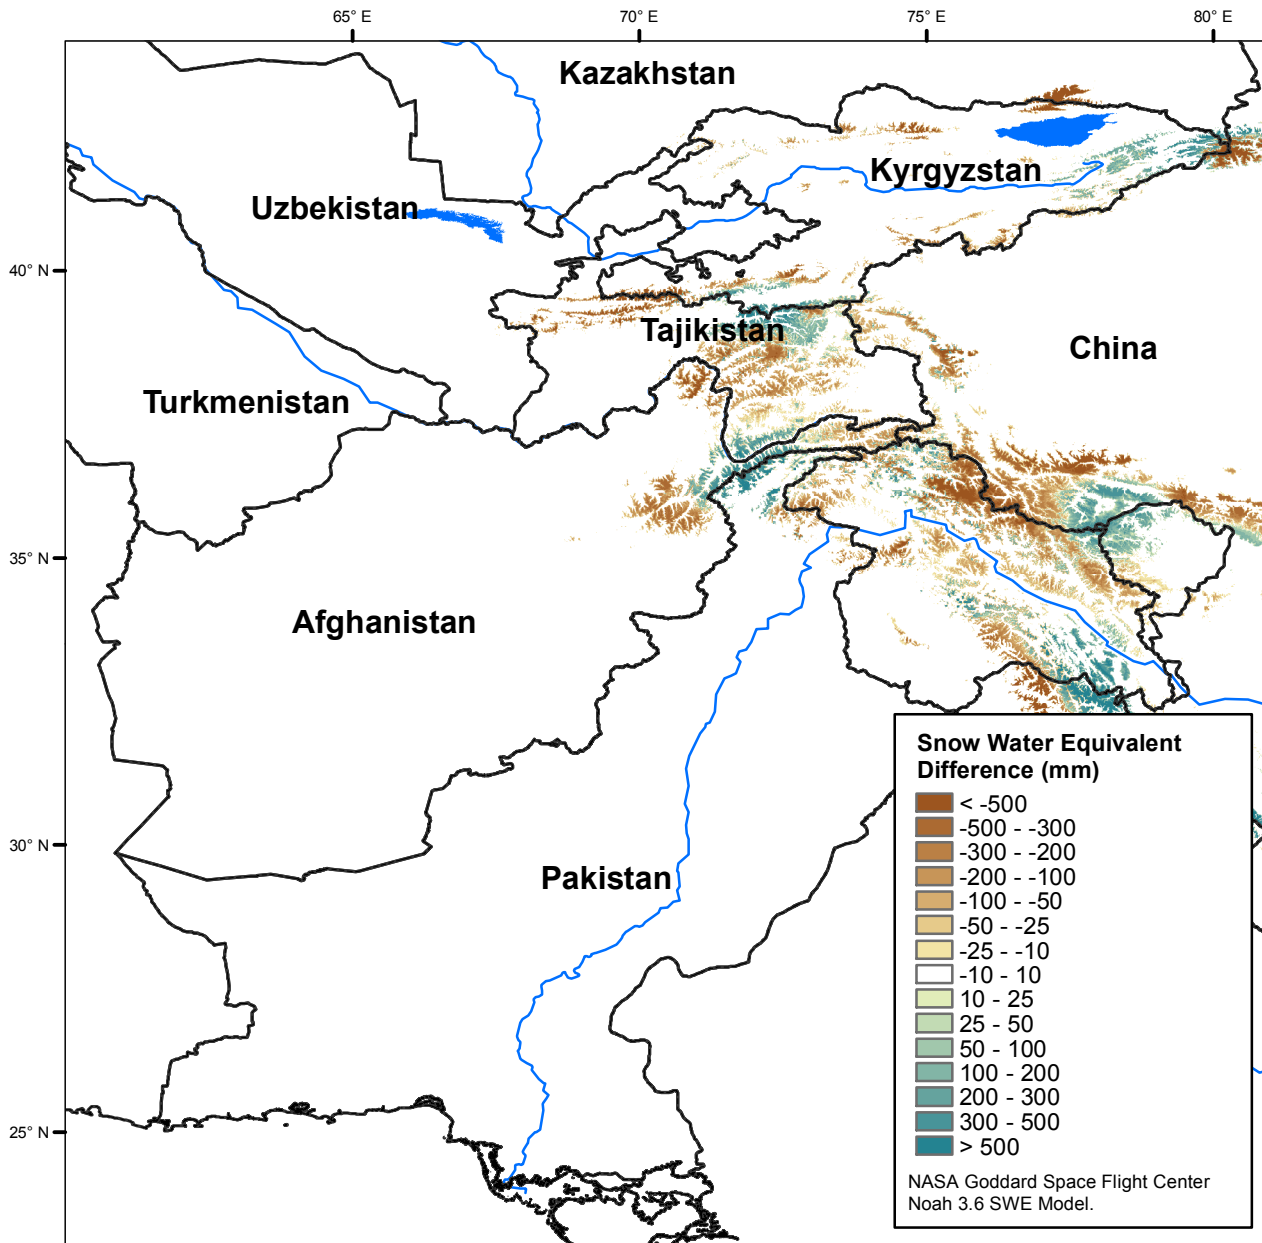 65° E
70° E
75° E
80° E
Kazakhstan
Kyrgyzstan
Uzbekistan
40° N
Tajikistan
China
Turkmenistan
35° N
Afghanistan
30° N
Pakistan
25° N
Snow Water Equivalent
Difference (mm)
< -500
-500 - -300
-300 - -200
-200 - -100
-100 - -50
-50 - -25
-25 - -10
-10 - 10
10 - 25
25 - 50
50 - 100
100 - 200
200 - 300
300 - 500
> 500
NASA Goddard Space Flight Center
Noah 3.6 SWE Model.